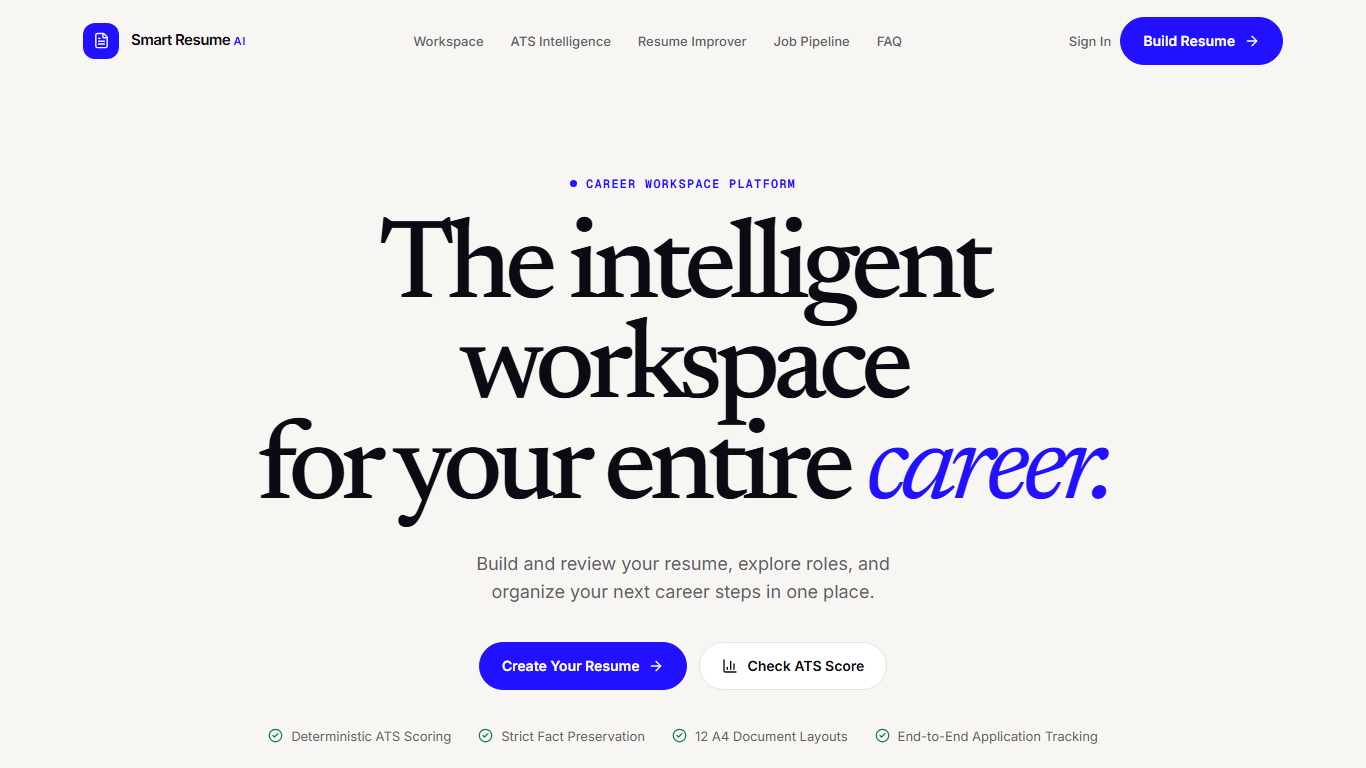 Smart Resume AI
Workspace
ATS Intelligence
Resume Improver
Job Pipeline
FAQ
Sign In
Build Resume
CAREER WORKSPACE PLATFORM
The intelligent
workspace
for your entire career.
Build and review your resume, explore roles, and
organize your next career steps in one place.
Create Your Resume
Check ATS Score
Deterministic ATS Scoring
Strict Fact Preservation
12 A4 Document Layouts
End-to-End Application Tracking